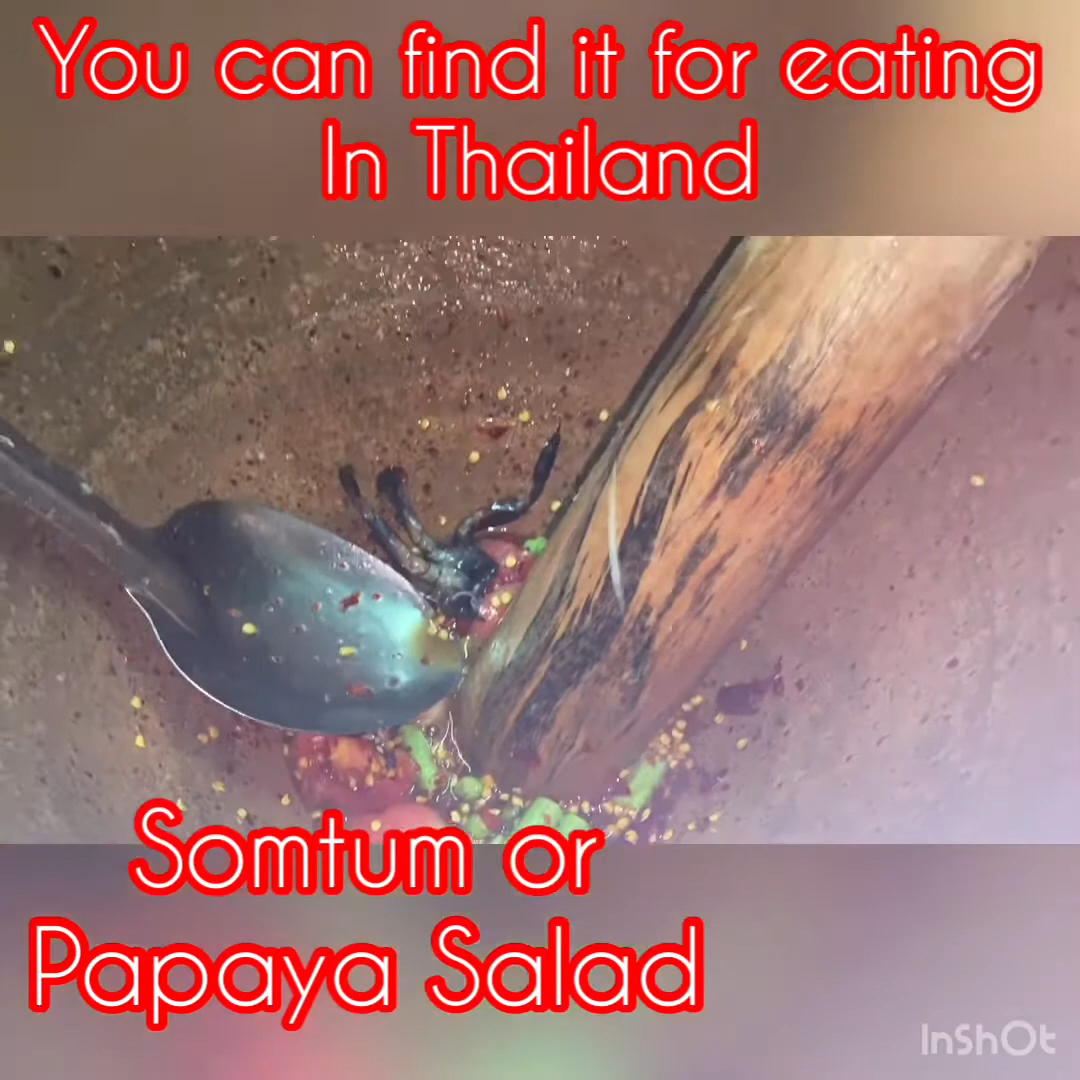 You can find it for eating
In Thailand
Somtum or
Papaya Salad
InShOt